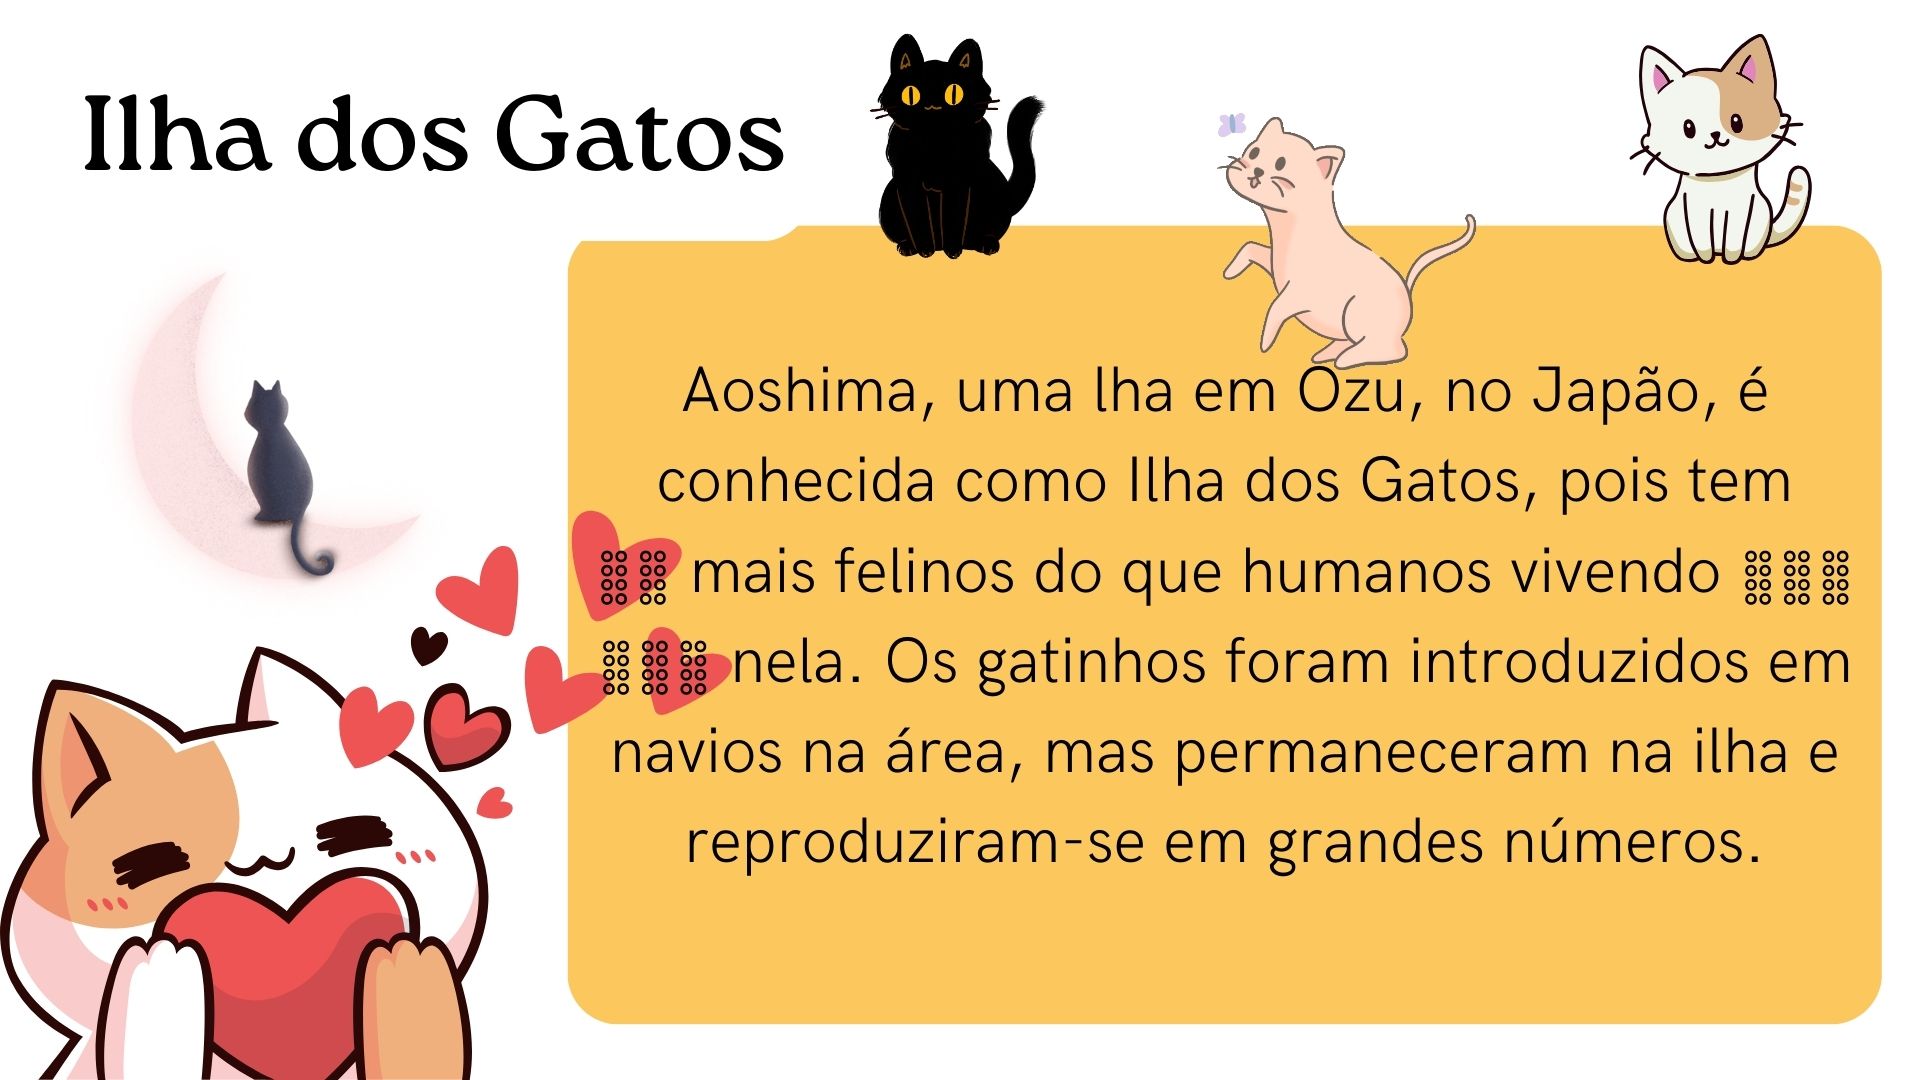 Ilha dos Gatos
Aoshima, uma lha em Ozu, no Japão, é
conhecida como Ilha dos Gatos, pois tem
⣿⣿ mais felinos do que humanos vivendo ⣿⣿⣿
⣿⣿⣿ nela. Os gatinhos foram introduzidos em
navios na área, mas permaneceram na ilha e
reproduziram-se em grandes números.